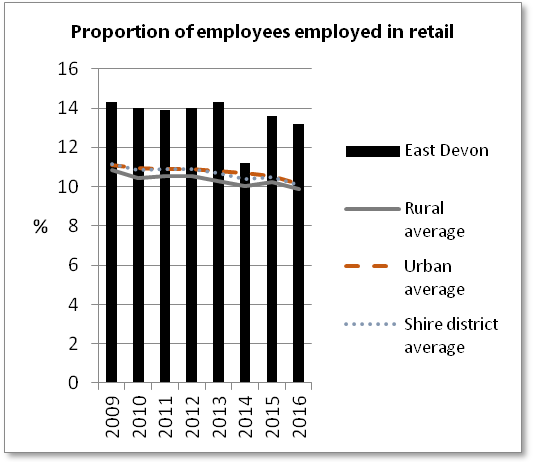 Proportion of employees employed in retail
16
14
12
10
8
6
4
2
0
%
2009
2010
2011
2012
2013
2014
2015
2016
East Devon
Rural
average
Urban
average
Shire district
average